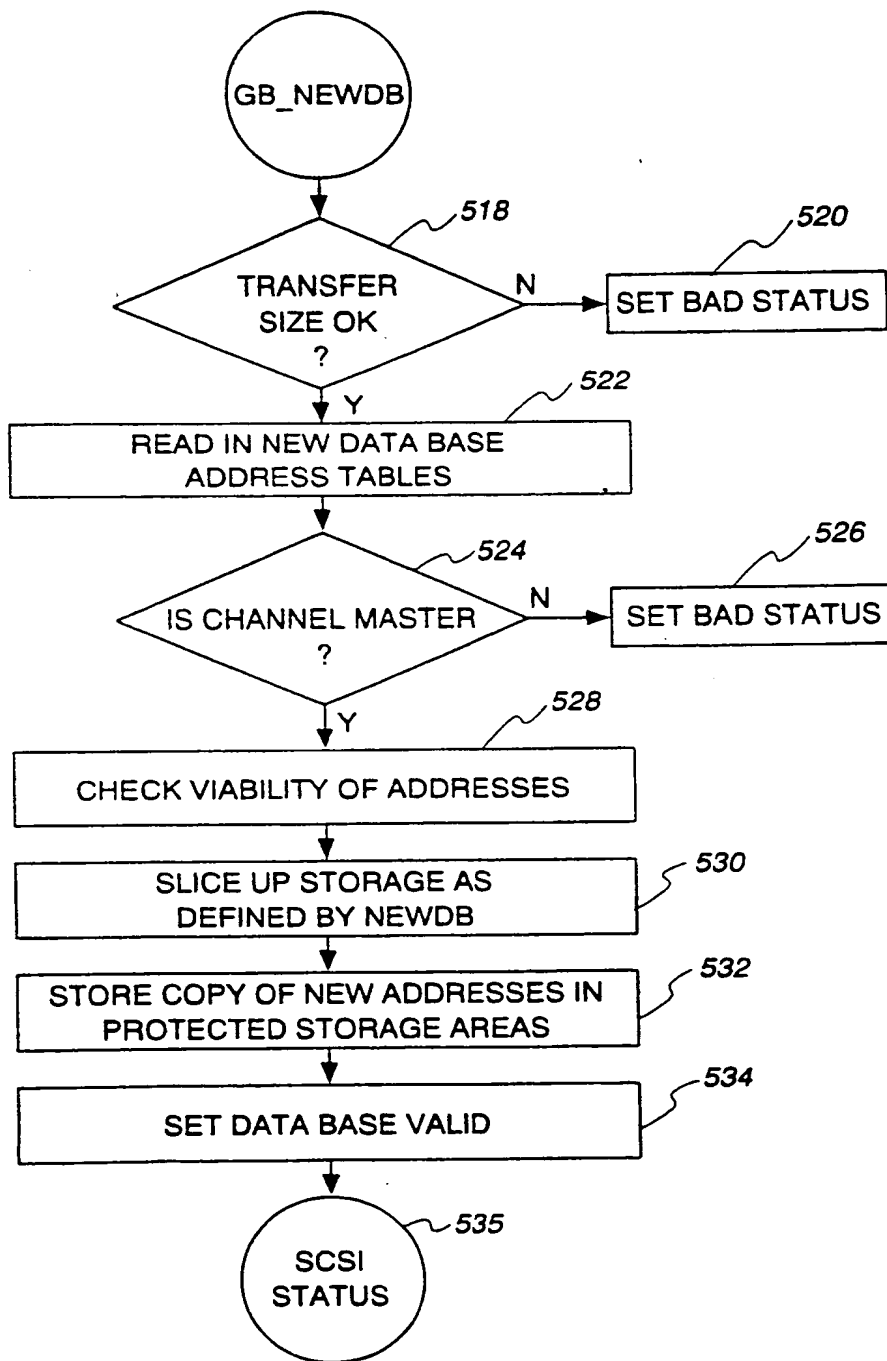 GB_NEWDB
518
TRANSFER
SIZE OK
?
N
520
SET BAD STATUS
Y
522
READ IN NEW DATA BASE
ADDRESS TABLES
524
IS CHANNEL MASTER
?
N
526
SET BAD STATUS
Y
528
CHECK VIABILITY OF ADDRESSES
530
SLICE UP STORAGE AS
DEFINED BY NEWDB
532
STORE COPY OF NEW ADDRESSES IN
PROTECTED STORAGE AREAS
534
SET DATA BASE VALID
535
SCSI
STATUS